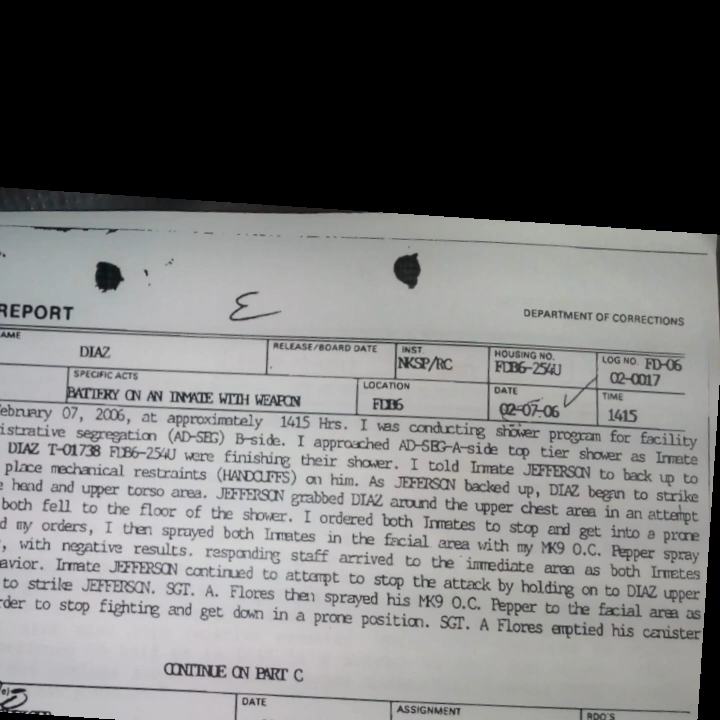 E
REPORT
DEPARTMENT OF CORRECTIONS
AME RELEASE/BOARD DATE INST. HOUSING NO. LOG NO. FD-06
DIAZ NKSP/RC FDB6-254U 02-0017
SPECIFIC ACTS LOCATION DATE TIME
BATTERY ON AN INMATE WITH WEAPON FDB6 02-07-06 1415
ebruary 07, 2006, at approximately 1415 Hrs. I was conducting shower program for facility
istrative segregation (AD-SEG) B-side. I approached AD-SEG-A-side top tier shower as Inmate
DIAZ T-01738 FDB6-254U were finishing their shower. I told Inmate JEFFERSON to back up to
place mechanical restraints (HANDCUFFS) on him. As JEFFERSON backed up, DIAZ began to strike
e head and upper torso area. JEFFERSON grabbed DIAZ around the upper chest area in an attempt
both fell to the floor of the shower. I ordered both Inmates to stop and get into a prone
d my orders, I then sprayed both Inmates in the facial area with my MK9 O.C. Pepper spray
, with negative results. responding staff arrived to the immediate area as both Inmates
avior. Inmate JEFFERSON continued to attempt to stop the attack by holding on to DIAZ upper
to strike JEFFERSON. SGT. A. Flores then sprayed his MK9 O.C. Pepper to the facial area as
rder to stop fighting and get down in a prone position. SGT. A Flores emptied his canister
CONTINUE ON PART C
DATE ASSIGNMENT RDO'S